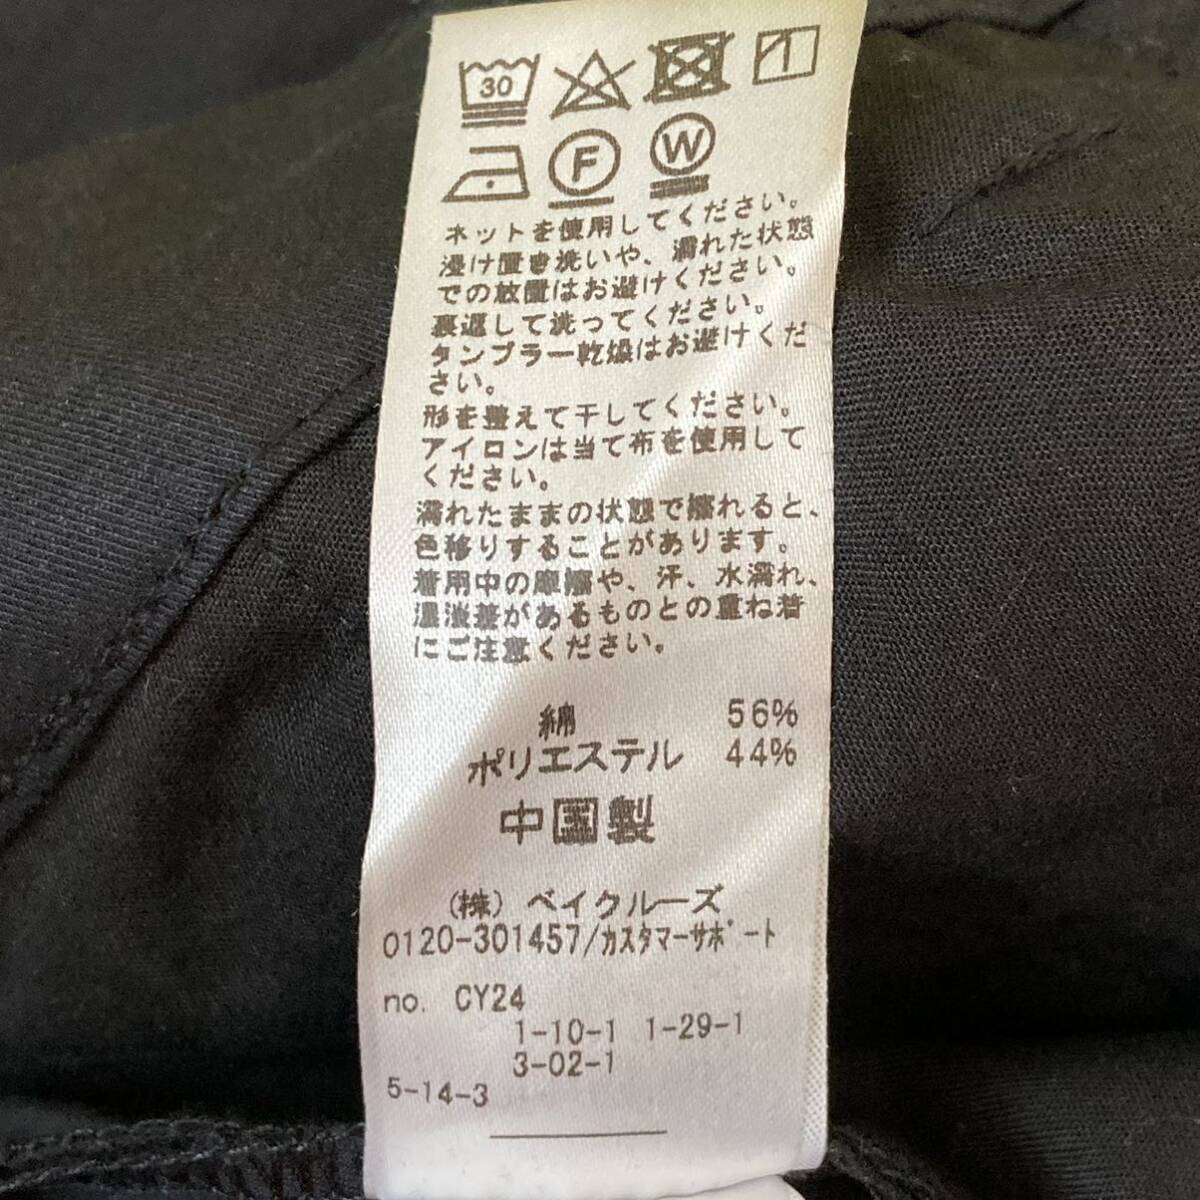 30
F W
ネットを使用してください。
浸け置き洗いや、濡れた状態
での放置はお避けください。
裏返して洗ってください。
タンブラー乾燥はお避けくだ
さい。
形を整えて干してください。
アイロンは当て布を使用して
ください。
濡れたままの状態で擦れると、
色移りすることがあります。
着用中の摩擦や、汗、水濡れ、
濃淡差があるものとの重ね着
にご注意ください。
綿 56%
ポリエステル 44%
中国製
(株) ベイクルーズ
0120-301457/カスタマーサポート
no. CY24
1-10-1 1-29-1
3-02-1
5-14-3